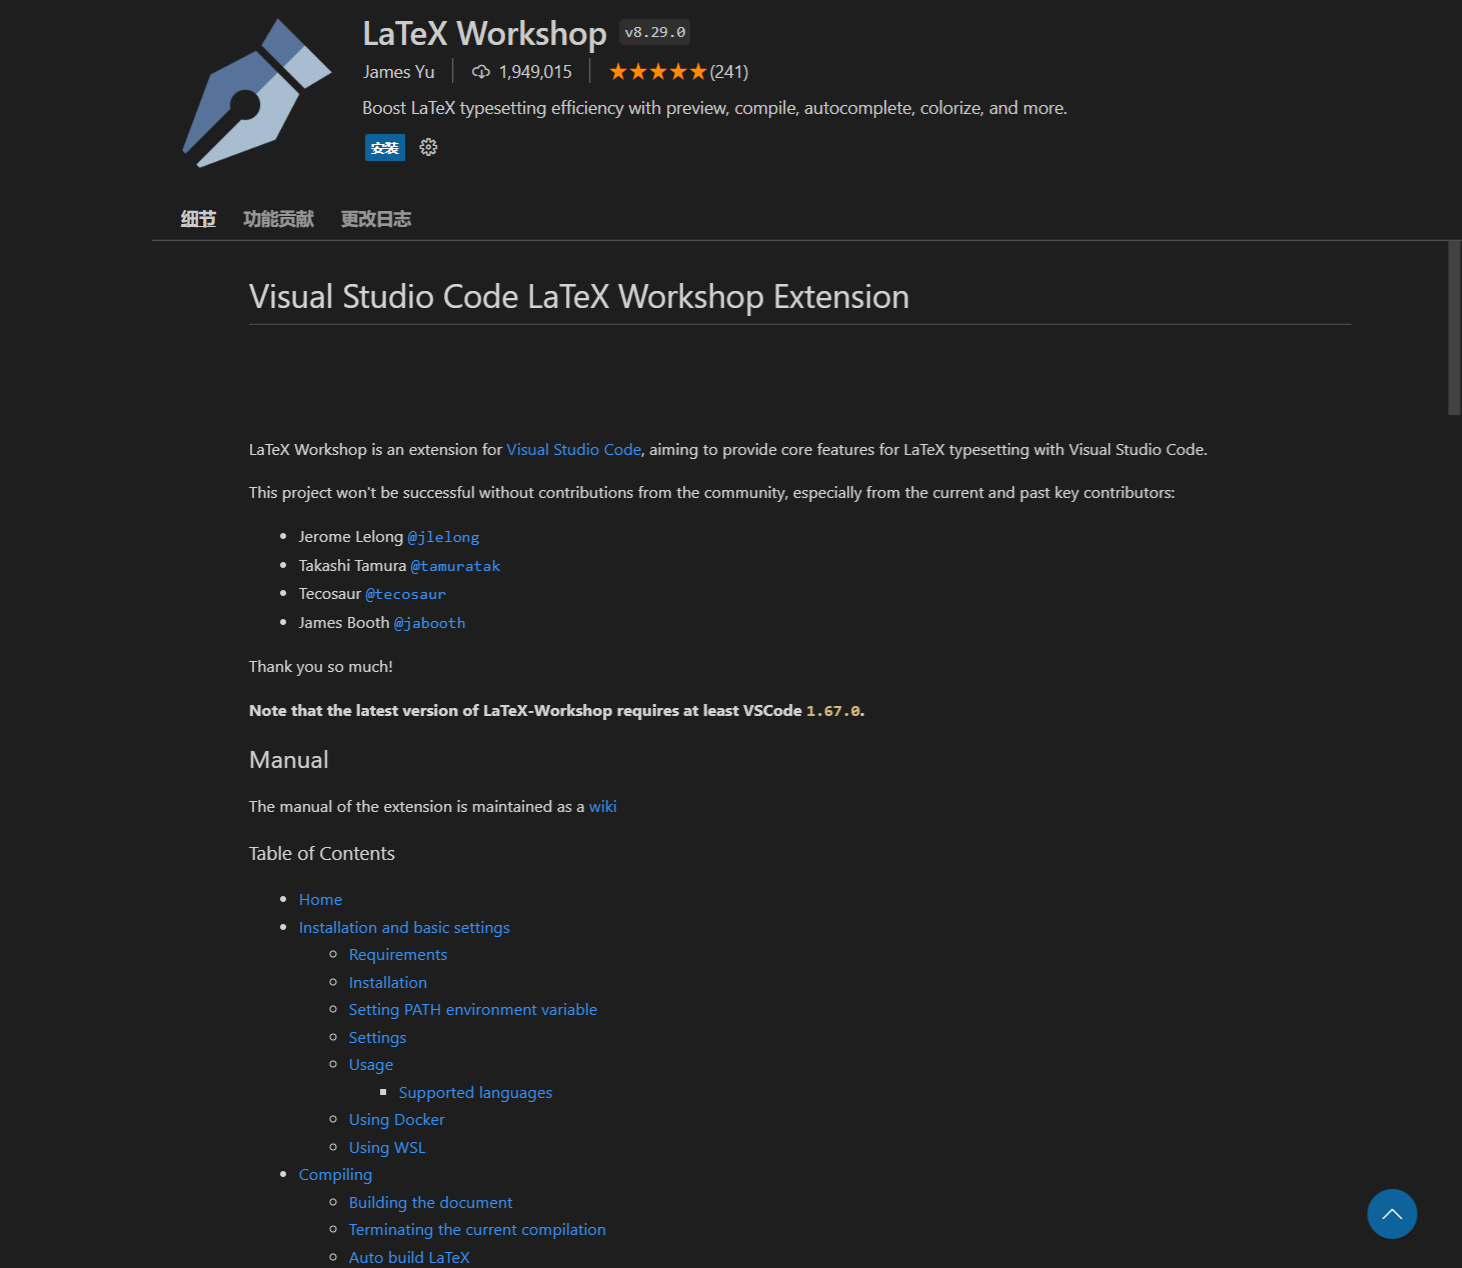 LaTeX Workshop v8.29.0
James Yu 1,949,015 ★★★★★(241)
Boost LaTeX typesetting efficiency with preview, compile, autocomplete, colorize, and more.
安装
细节 功能贡献 更改日志
Visual Studio Code LaTeX Workshop Extension
LaTeX Workshop is an extension for Visual Studio Code, aiming to provide core features for LaTeX typesetting with Visual Studio Code.
This project won't be successful without contributions from the community, especially from the current and past key contributors:
Jerome Lelong @jlelong
Takashi Tamura @tamuratak
Tecosaur @tecosaur
James Booth @jabooth
Thank you so much!
Note that the latest version of LaTeX-Workshop requires at least VSCode 1.67.0.
Manual
The manual of the extension is maintained as a wiki
Table of Contents
Home
Installation and basic settings
Requirements
Installation
Setting PATH environment variable
Settings
Usage
Supported languages
Using Docker
Using WSL
Compiling
Building the document
Terminating the current compilation
Auto build LaTeX